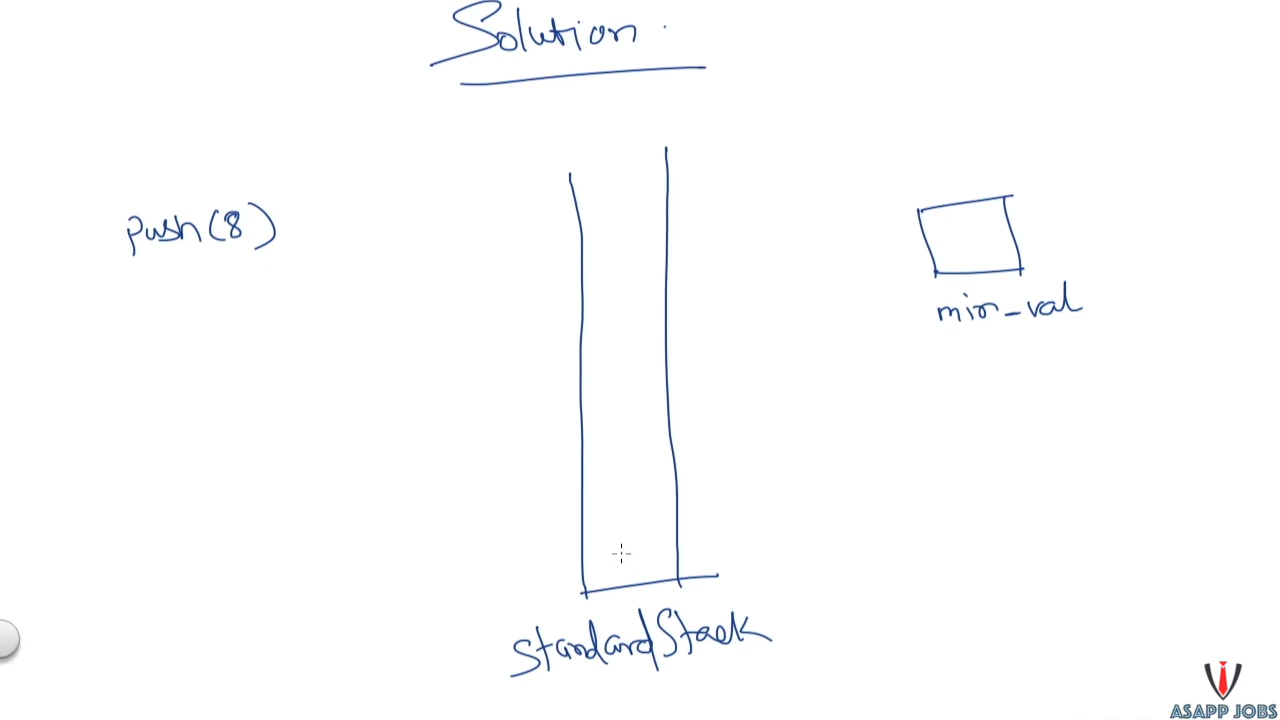 Solution.
Push(8)
min_val
standardStack
ASAPP JOBS